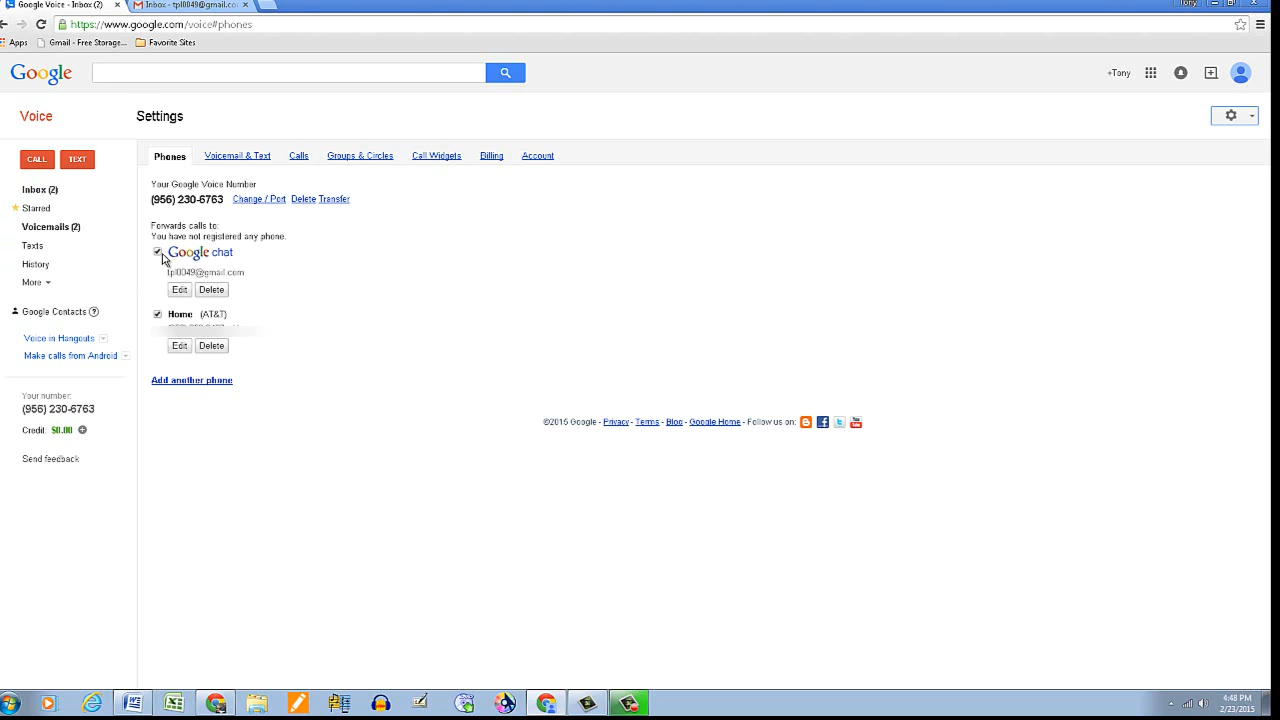 Google Voice - Inbox (2)
Inbox - tpl0049@gmail.co
Tony
https://www.google.com/voice#phones
Apps
Gmail - Free Storage...
Favorite Sites
Google
+Tony
Voice
Settings
CALL
TEXT
Phones
Voicemail & Text
Calls
Groups & Circles
Call Widgets
Billing
Account
Inbox (2)
Starred
Voicemails (2)
Texts
History
More
Google Contacts
Voice in Hangouts
Make calls from Android
Your number:
(956) 230-6763
Credit: $0.00
Send feedback
Your Google Voice Number
(956) 230-6763 Change / Port Delete Transfer
Forwards calls to:
You have not registered any phone.
Google chat
tpl0049@gmail.com
Edit Delete
Home (AT&T)
Edit Delete
Add another phone
©2015 Google - Privacy - Terms - Blog - Google Home - Follow us on:
4:48 PM
2/23/2015